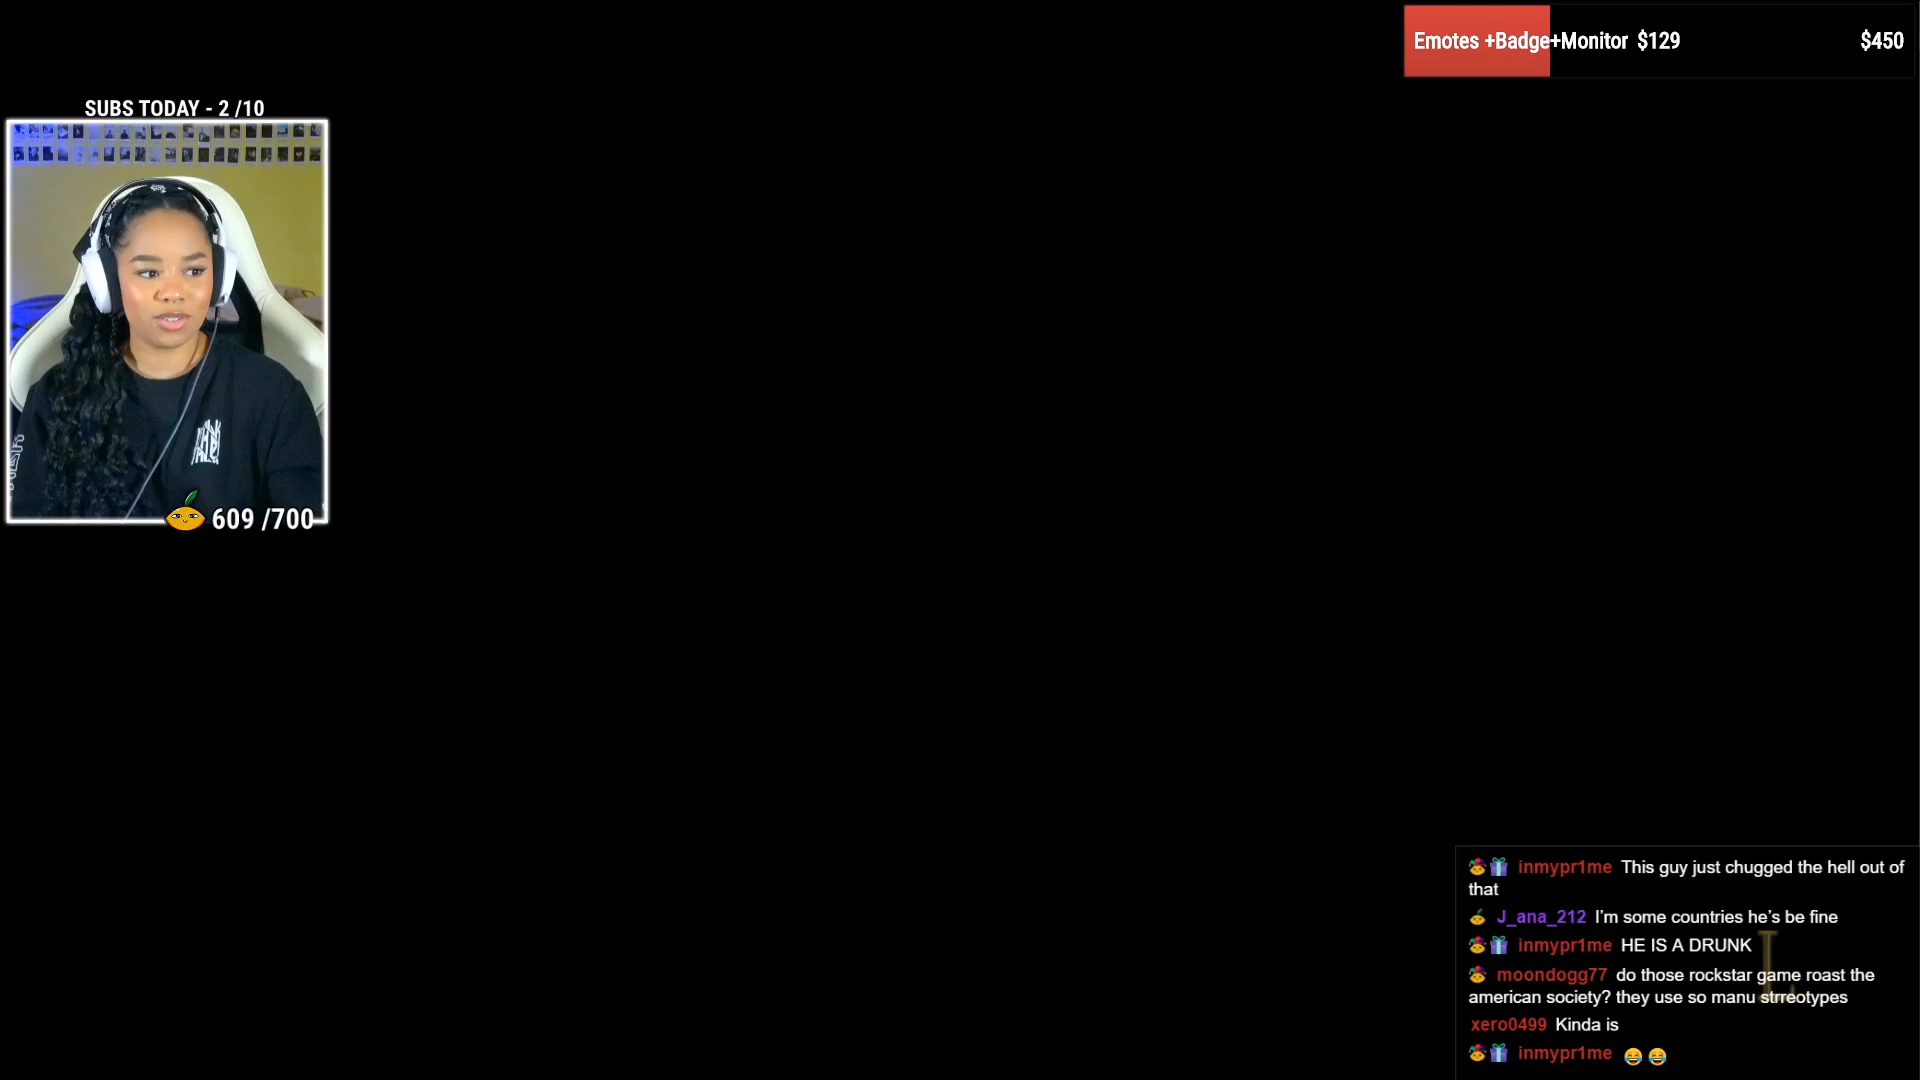 Emotes +Badge+Monitor $129 $450
SUBS TODAY - 2 /10
609 /700
inmypr1me This guy just chugged the hell out of
that
J_ana_212 I’m some countries he’s be fine
inmypr1me HE IS A DRUNK
moondogg77 do those rockstar game roast the
american society? they use so manu strreotypes
xero0499 Kinda is
inmypr1me 😂 😂
L